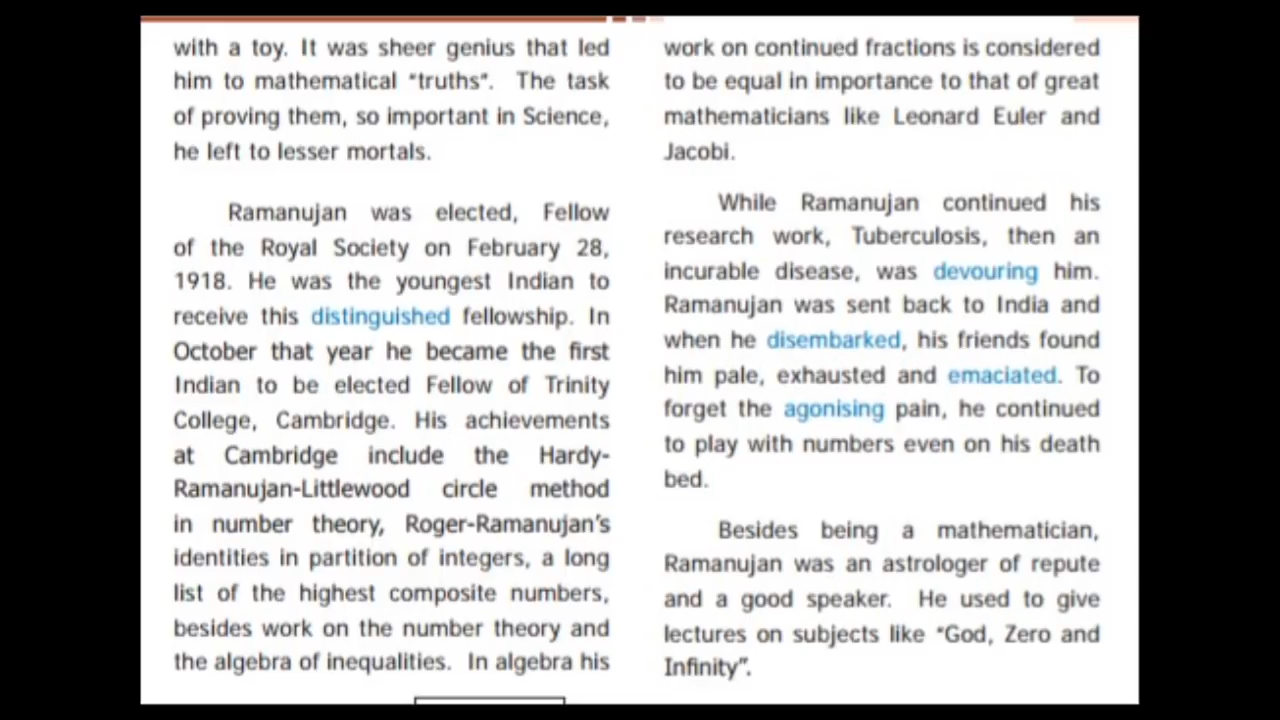 with a toy. It was sheer genius that led
him to mathematical "truths". The task
of proving them, so important in Science,
he left to lesser mortals.
Ramanujan was elected, Fellow
of the Royal Society on February 28,
1918. He was the youngest Indian to
receive this distinguished fellowship. In
October that year he became the first
Indian to be elected Fellow of Trinity
College, Cambridge. His achievements
at Cambridge include the Hardy-
Ramanujan-Littlewood circle method
in number theory, Roger-Ramanujan's
identities in partition of integers, a long
list of the highest composite numbers,
besides work on the number theory and
the algebra of inequalities. In algebra his
work on continued fractions is considered
to be equal in importance to that of great
mathematicians like Leonard Euler and
Jacobi.
While Ramanujan continued his
research work, Tuberculosis, then an
incurable disease, was devouring him.
Ramanujan was sent back to India and
when he disembarked, his friends found
him pale, exhausted and emaciated. To
forget the agonising pain, he continued
to play with numbers even on his death
bed.
Besides being a mathematician,
Ramanujan was an astrologer of repute
and a good speaker. He used to give
lectures on subjects like "God, Zero and
Infinity".